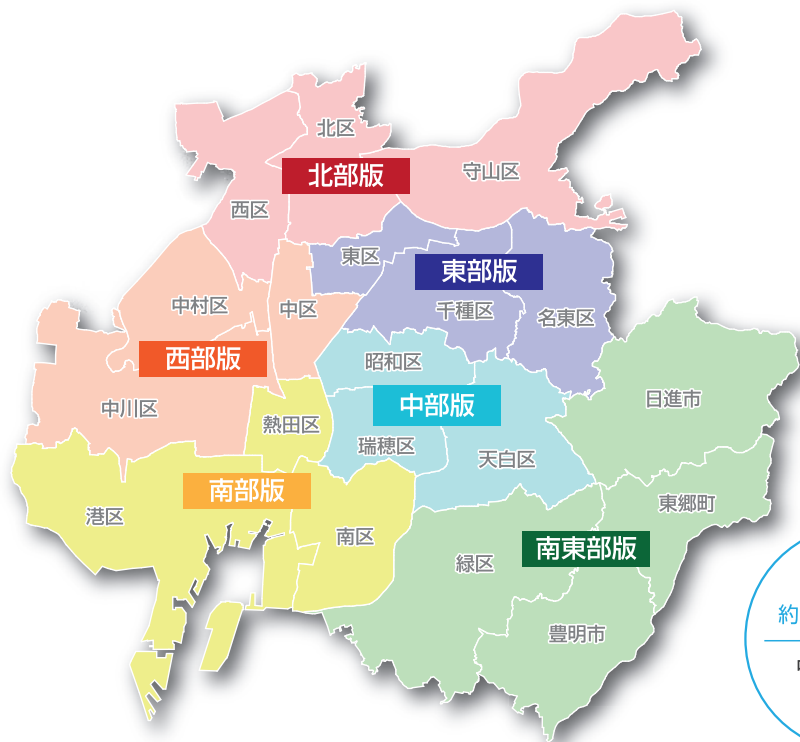 北区
北部版
守山区
西区
東区
東部版
中村区
中区
千種区
名東区
西部版
昭和区
中川区
中部版
日進市
熱田区
瑞穂区
天白区
南部版
港区
南区
東郷町
南東部版
緑区
豊明市
約